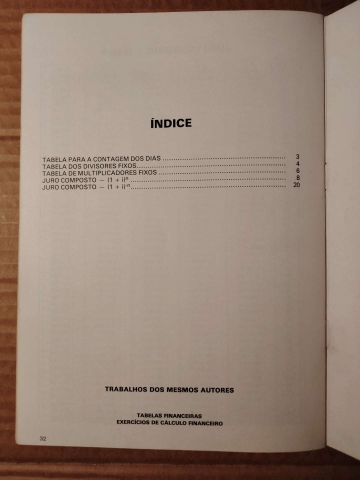 ÍNDICE
TABELA PARA A CONTAGEM DOS DIAS 3
TABELA DOS DIVISORES FIXOS 4
TABELA DE MULTIPLICADORES FIXOS 6
JURO COMPOSTO — (1 + i)ⁿ 8
JURO COMPOSTO — (1 + i)⁻ⁿ 20
TRABALHOS DOS MESMOS AUTORES
TABELAS FINANCEIRAS
EXERCÍCIOS DE CÁLCULO FINANCEIRO
32